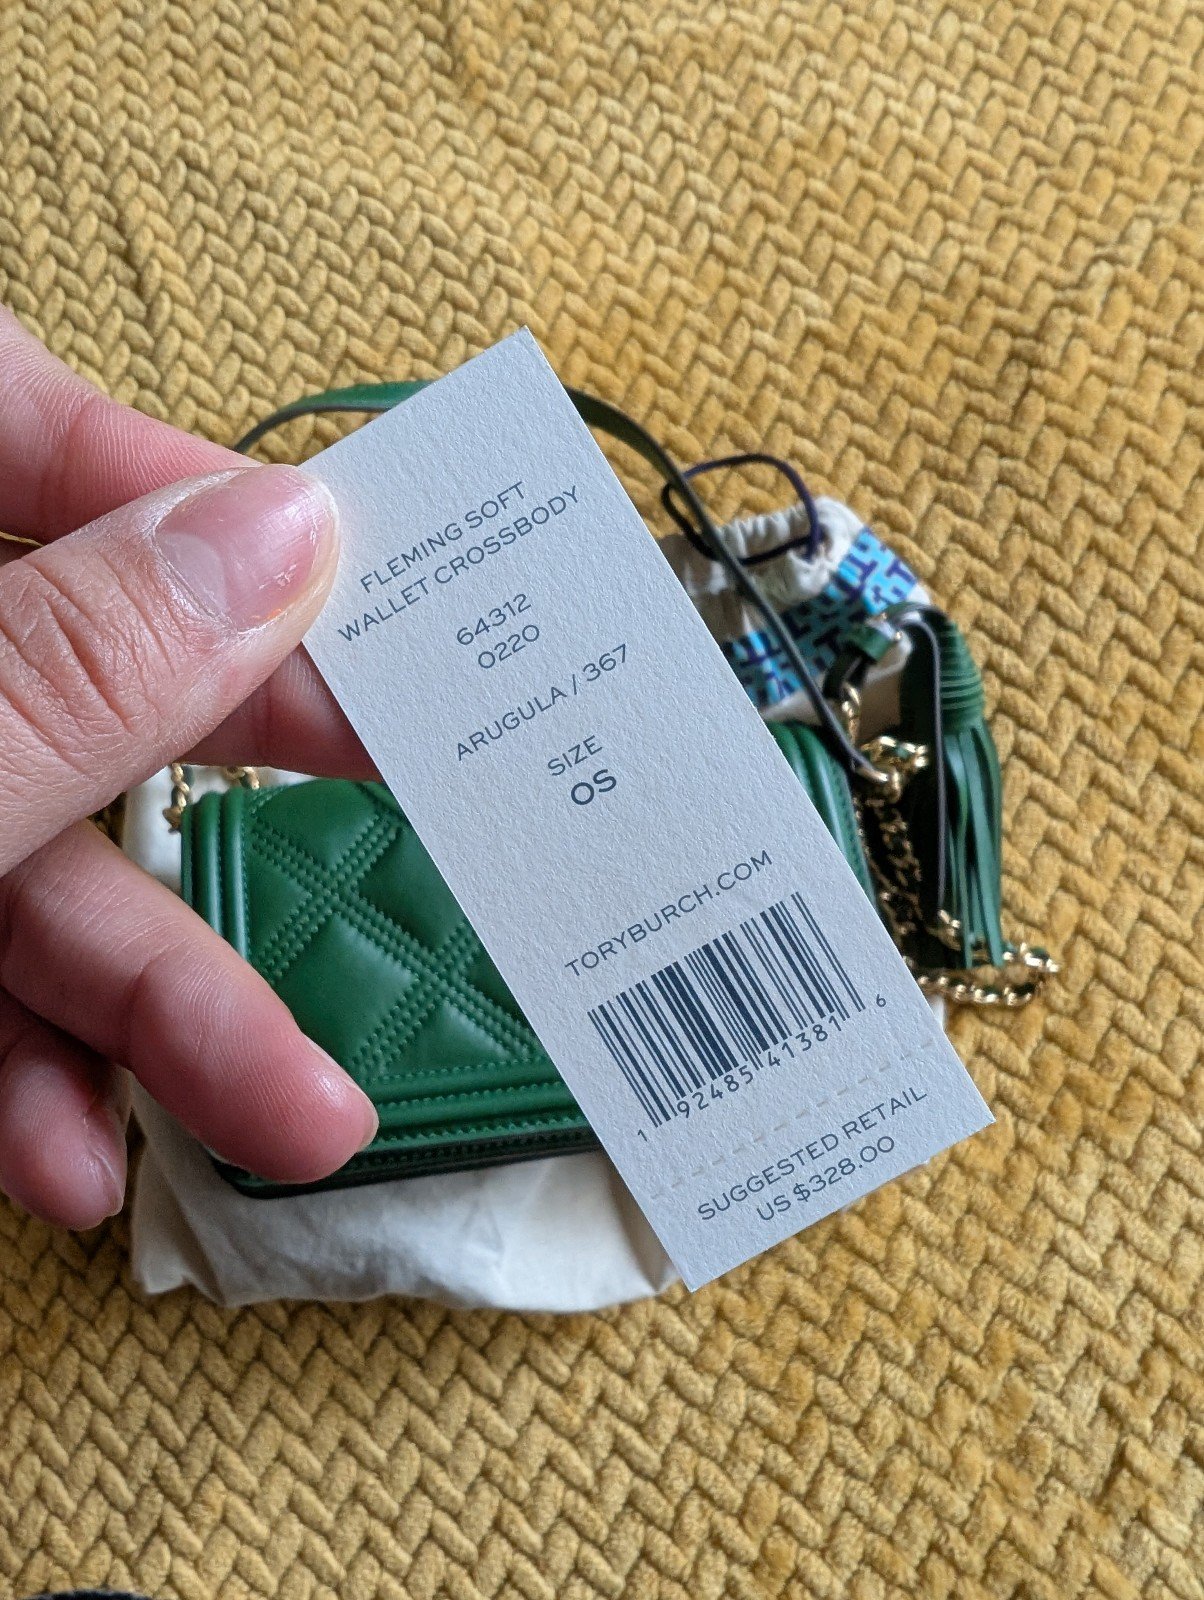 FLEMING SOFT
WALLET CROSSBODY
64312
0220
ARUGULA / 367
SIZE
OS
TORYBURCH.COM
1 92485 41381 6
SUGGESTED RETAIL
US $328.00